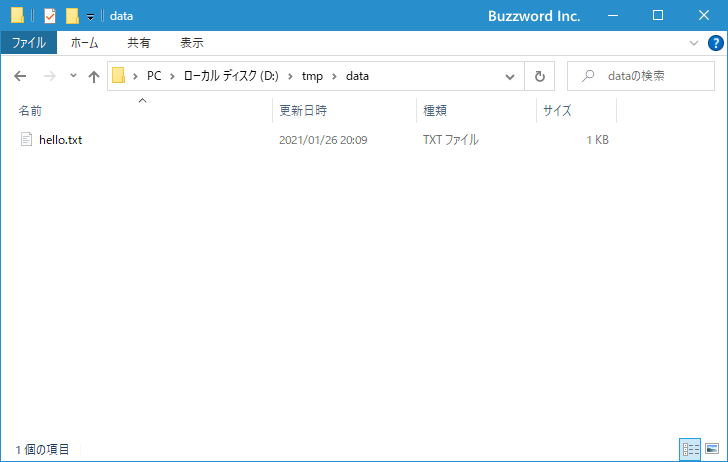 data Buzzword Inc.
ファイル ホーム 共有 表示
PC ローカル ディスク (D:) tmp data dataの検索
名前 更新日時 種類 サイズ
hello.txt 2021/01/26 20:09 TXT ファイル 1 KB
1 個の項目